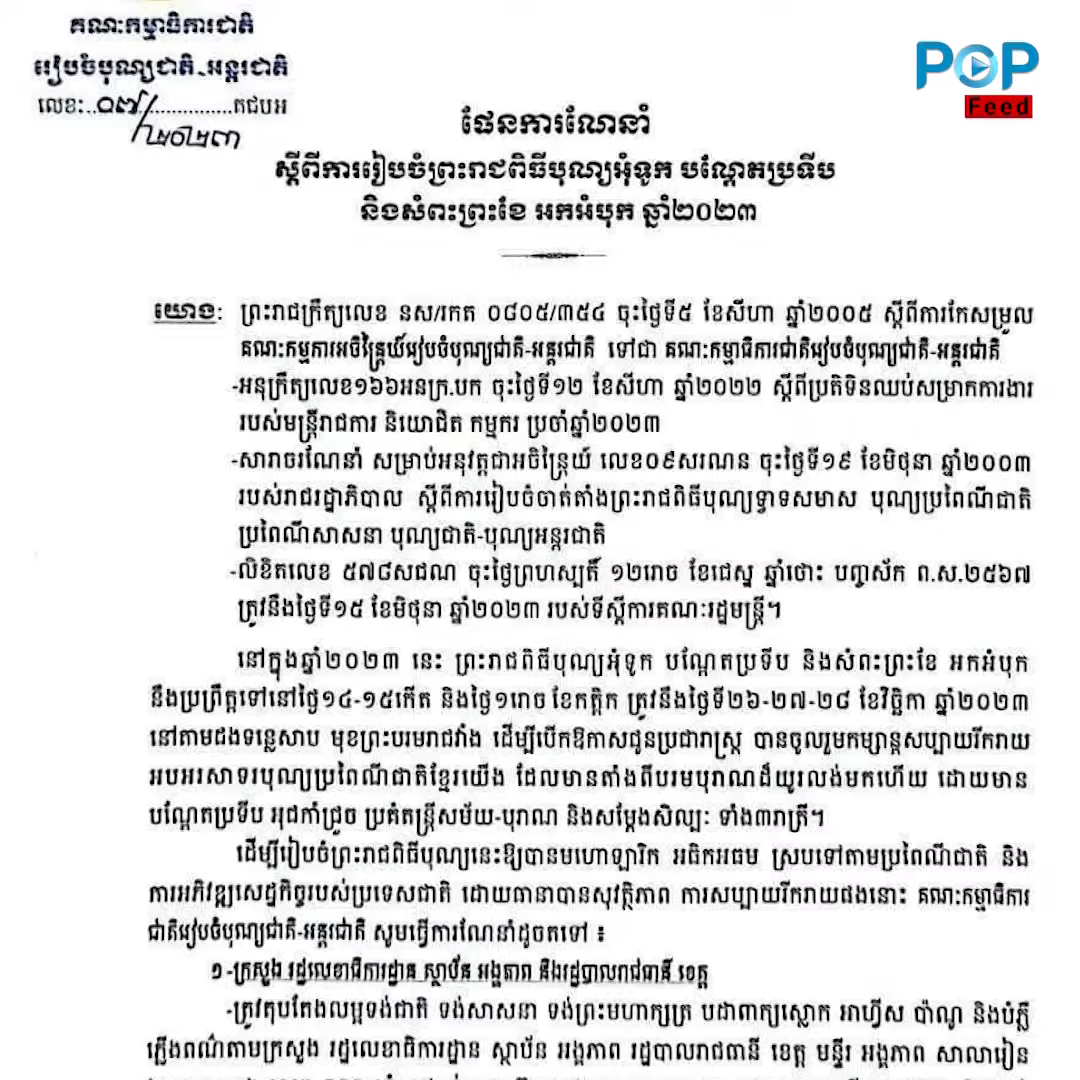 គណៈកម្មាធិការជាតិ
រៀបចំបុណ្យជាតិ-អន្តរជាតិ
លេខ:..០៧/............កជបអ
២០២៣
POP
Feed
ផែនការណែនាំ
ស្តីពីការរៀបចំព្រះរាជពិធីបុណ្យអុំទូក បណ្តែតប្រទីប
និងសំពះព្រះខែ អកអំបុក ឆ្នាំ២០២៣
យោង: ព្រះរាជក្រឹត្យលេខ នស/រកត ០៨០៥/៣៥៤ ចុះថ្ងៃទី៥ ខែសីហា ឆ្នាំ២០០៥ ស្តីពីការកែសម្រួល
គណៈកម្មការអចិន្ត្រៃយ៍រៀបចំបុណ្យជាតិ-អន្តរជាតិ ទៅជា គណៈកម្មាធិការជាតិរៀបចំបុណ្យជាតិ-អន្តរជាតិ
-អនុក្រឹត្យលេខ១៦៦អនក្រ.បក ចុះថ្ងៃទី១២ ខែសីហា ឆ្នាំ២០២២ ស្តីពីប្រតិទិនឈប់សម្រាកការងារ
របស់មន្ត្រីរាជការ និយោជិត កម្មករ ប្រចាំឆ្នាំ២០២៣
-សារាចរណែនាំ សម្រាប់អនុវត្តជាអចិន្ត្រៃយ៍ លេខ០៩សរណន ចុះថ្ងៃទី១៩ ខែមិថុនា ឆ្នាំ២០០៣
របស់រាជរដ្ឋាភិបាល ស្តីពីការរៀបចំចាត់តាំងព្រះរាជពិធីបុណ្យទ្វាទសមាស បុណ្យប្រពៃណីជាតិ
ប្រពៃណីសាសនា បុណ្យជាតិ-បុណ្យអន្តរជាតិ
-លិខិតលេខ ៥៧៨សជណ ចុះថ្ងៃព្រហស្បតិ៍ ១២រោច ខែជេស្ឋ ឆ្នាំថោះ បញ្ចស័ក ព.ស.២៥៦៧
ត្រូវនឹងថ្ងៃទី១៥ ខែមិថុនា ឆ្នាំ២០២៣ របស់ទីស្តីការគណៈរដ្ឋមន្ត្រី។
នៅក្នុងឆ្នាំ២០២៣ នេះ ព្រះរាជពិធីបុណ្យអុំទូក បណ្តែតប្រទីប និងសំពះព្រះខែ អកអំបុក
នឹងប្រព្រឹត្តទៅនៅថ្ងៃ១៤-១៥កើត និងថ្ងៃ១រោច ខែកត្តិក ត្រូវនឹងថ្ងៃទី២៦-២៧-២៨ ខែវិច្ឆិកា ឆ្នាំ២០២៣
នៅតាមដងទន្លេសាប មុខព្រះបរមរាជវាំង ដើម្បីបើកឱកាសជូនប្រជារាស្ត្រ បានចូលរួមកម្សាន្តសប្បាយរីករាយ
អបអរសាទរបុណ្យប្រពៃណីជាតិខ្មែរយើង ដែលមានតាំងពីបរមបុរាណដ៏យូរលង់មកហើយ ដោយមាន
បណ្តែតប្រទីប អុជកាំជ្រួច ប្រគំតន្ត្រីសម័យ-បុរាណ និងសម្តែងសិល្បៈ ទាំង៣រាត្រី។
ដើម្បីរៀបចំព្រះរាជពិធីបុណ្យនេះឱ្យបានមហោឡារិក អធិកអធម ស្របទៅតាមប្រពៃណីជាតិ និង
ការអភិវឌ្ឍសេដ្ឋកិច្ចរបស់ប្រទេសជាតិ ដោយធានាបានសុវត្ថិភាព ការសប្បាយរីករាយផងនោះ គណៈកម្មាធិការ
ជាតិរៀបចំបុណ្យជាតិ-អន្តរជាតិ សូមធ្វើការណែនាំដូចតទៅ ៖
១-ក្រសួង រដ្ឋលេខាធិការដ្ឋាន ស្ថាប័ន អង្គភាព និងរដ្ឋបាលរាជធានី ខេត្ត
-ត្រូវតុបតែងលម្អទង់ជាតិ ទង់សាសនា ទង់ព្រះមហាក្សត្រ បដាពាក្យស្លោក អាហ្វីស ប៉ាណូ និងបំភ្លឺ
ភ្លើងពណ៌តាមក្រសួង រដ្ឋលេខាធិការដ្ឋាន ស្ថាប័ន អង្គភាព រដ្ឋបាលរាជធានី ខេត្ត មន្ទីរ អង្គភាព សាលារៀន